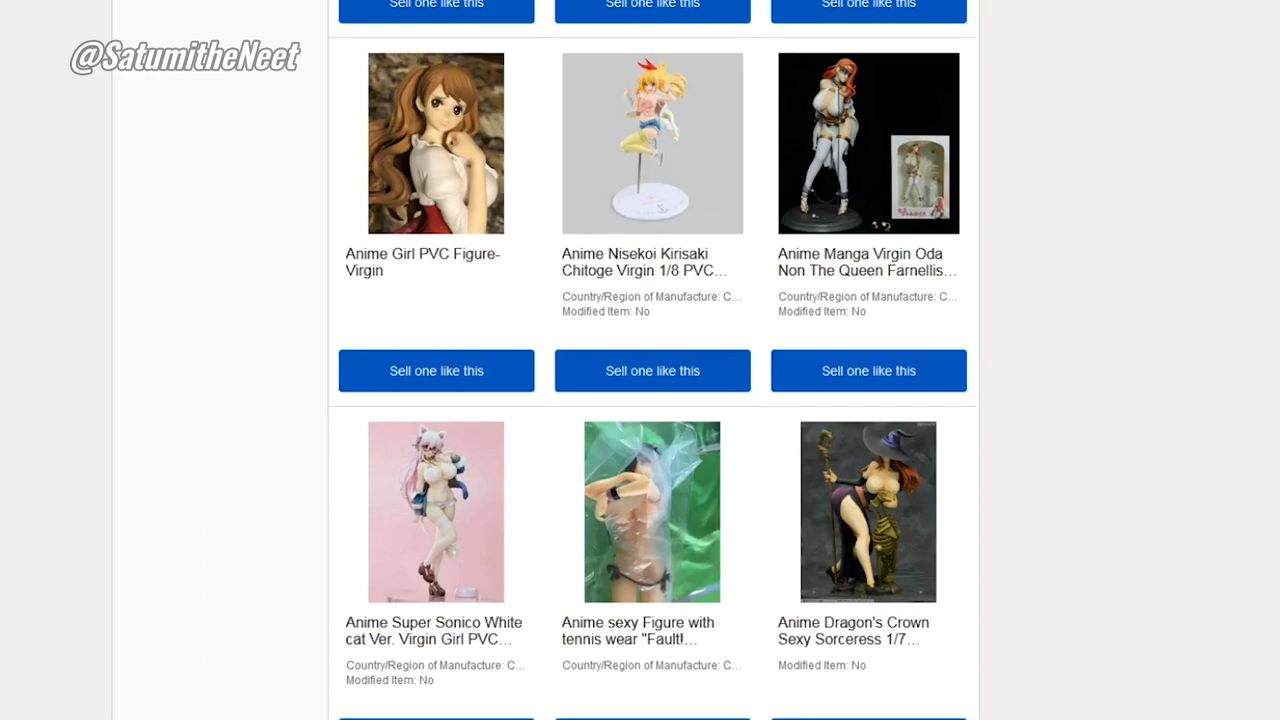 Sell one like this
Sell one like this
Sell one like this
@SatumitheNeet
Anime Girl PVC Figure-
Virgin
Anime Nisekoi Kirisaki
Chitoge Virgin 1/8 PVC...
Country/Region of Manufacture: C...
Modified Item: No
Anime Manga Virgin Oda
Non The Queen Farnellis...
Country/Region of Manufacture: C...
Modified Item: No
Sell one like this
Sell one like this
Sell one like this
Anime Super Sonico White
cat Ver. Virgin Girl PVC...
Country/Region of Manufacture: C...
Modified Item: No
Anime sexy Figure with
tennis wear "Fault!...
Country/Region of Manufacture: C...
Anime Dragon's Crown
Sexy Sorceress 1/7...
Modified Item: No